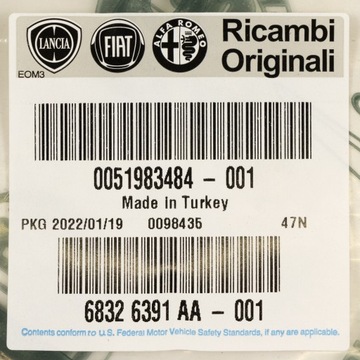 LANCIA
FIAT
ALFA ROMEO
Ricambi
Originali
EOM3
0051983484 - 001
Made in Turkey
PKG 2022/01/19 0098435 47N
6832 6391 AA - 001
Contents conform to U.S. Federal Motor Vehicle Safety Standards, if any are applicable.